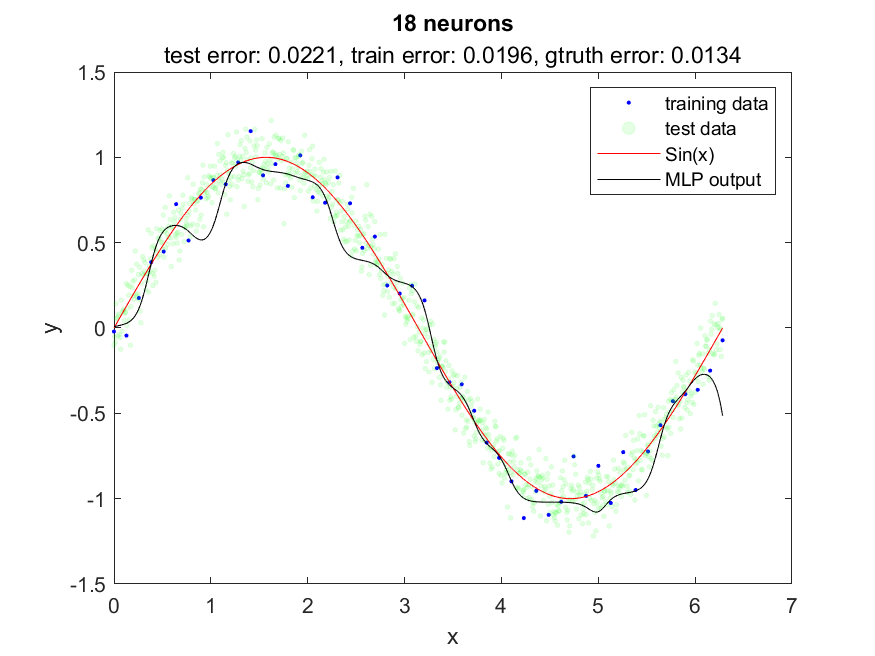 18 neurons
test error: 0.0221, train error: 0.0196, gtruth error: 0.0134
training data
test data
Sin(x)
MLP output
1.5
1
0.5
0
-0.5
-1
-1.5
y
0 1 2 3 4 5 6 7
x